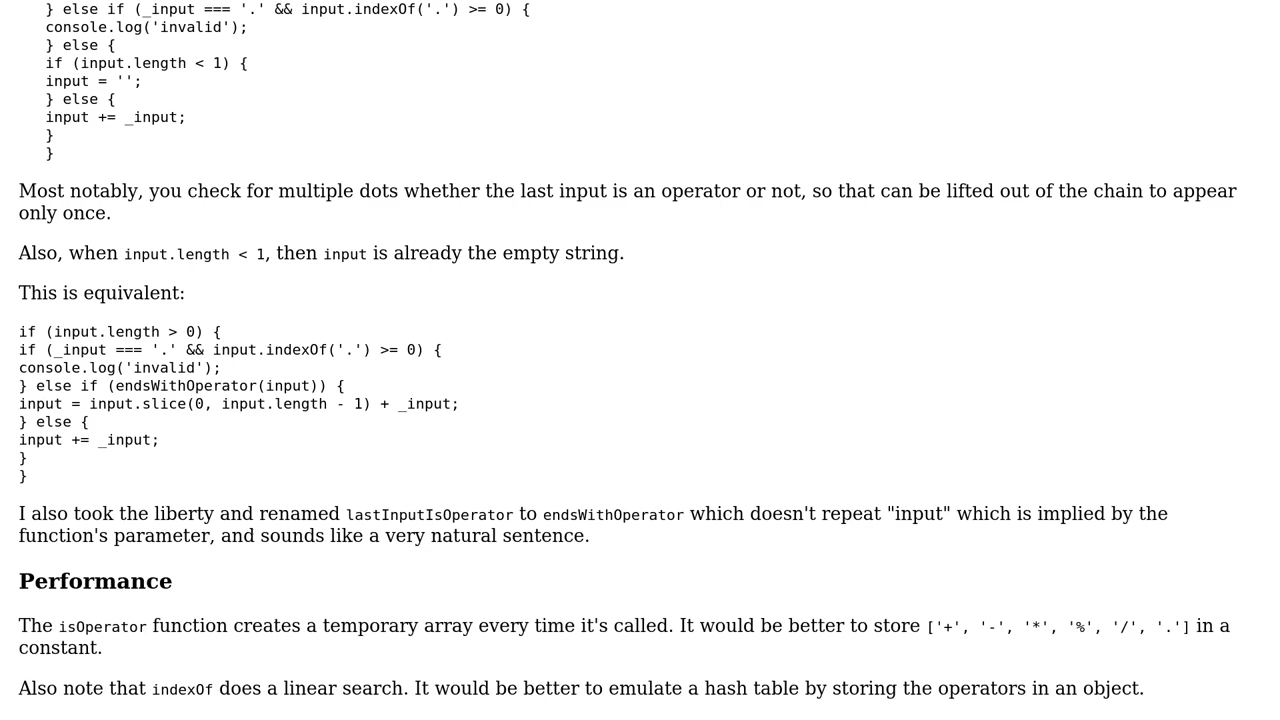 } else if (_input === '.' && input.indexOf('.') >= 0) {
console.log('invalid');
} else {
if (input.length < 1) {
input = '';
} else {
input += _input;
}
}
Most notably, you check for multiple dots whether the last input is an operator or not, so that can be lifted out of the chain to appear
only once.
Also, when input.length < 1, then input is already the empty string.
This is equivalent:
if (input.length > 0) {
if (_input === '.' && input.indexOf('.') >= 0) {
console.log('invalid');
} else if (endsWithOperator(input)) {
input = input.slice(0, input.length - 1) + _input;
} else {
input += _input;
}
}
I also took the liberty and renamed lastInputIsOperator to endsWithOperator which doesn't repeat "input" which is implied by the
function's parameter, and sounds like a very natural sentence.
Performance
The isOperator function creates a temporary array every time it's called. It would be better to store ['+', '-', '*', '%', '/', '.'] in a
constant.
Also note that indexOf does a linear search. It would be better to emulate a hash table by storing the operators in an object.